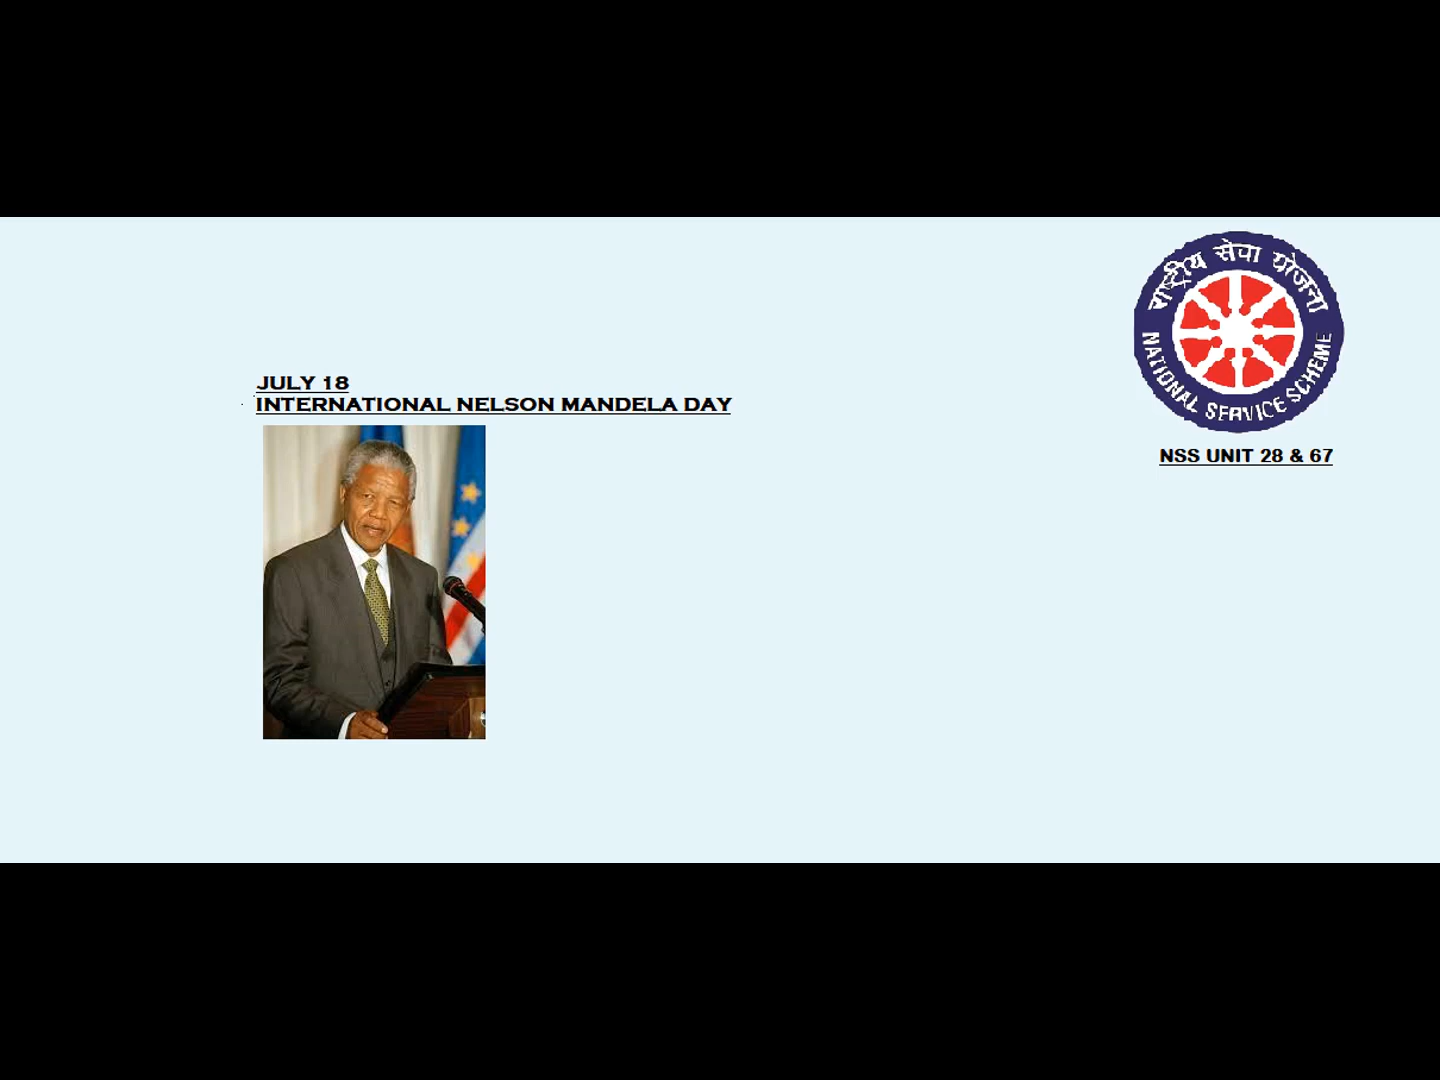 राष्ट्रीय सेवा योजना
NATIONAL SERVICE SCHEME
NSS UNIT 28 & 67
JULY 18
INTERNATIONAL NELSON MANDELA DAY